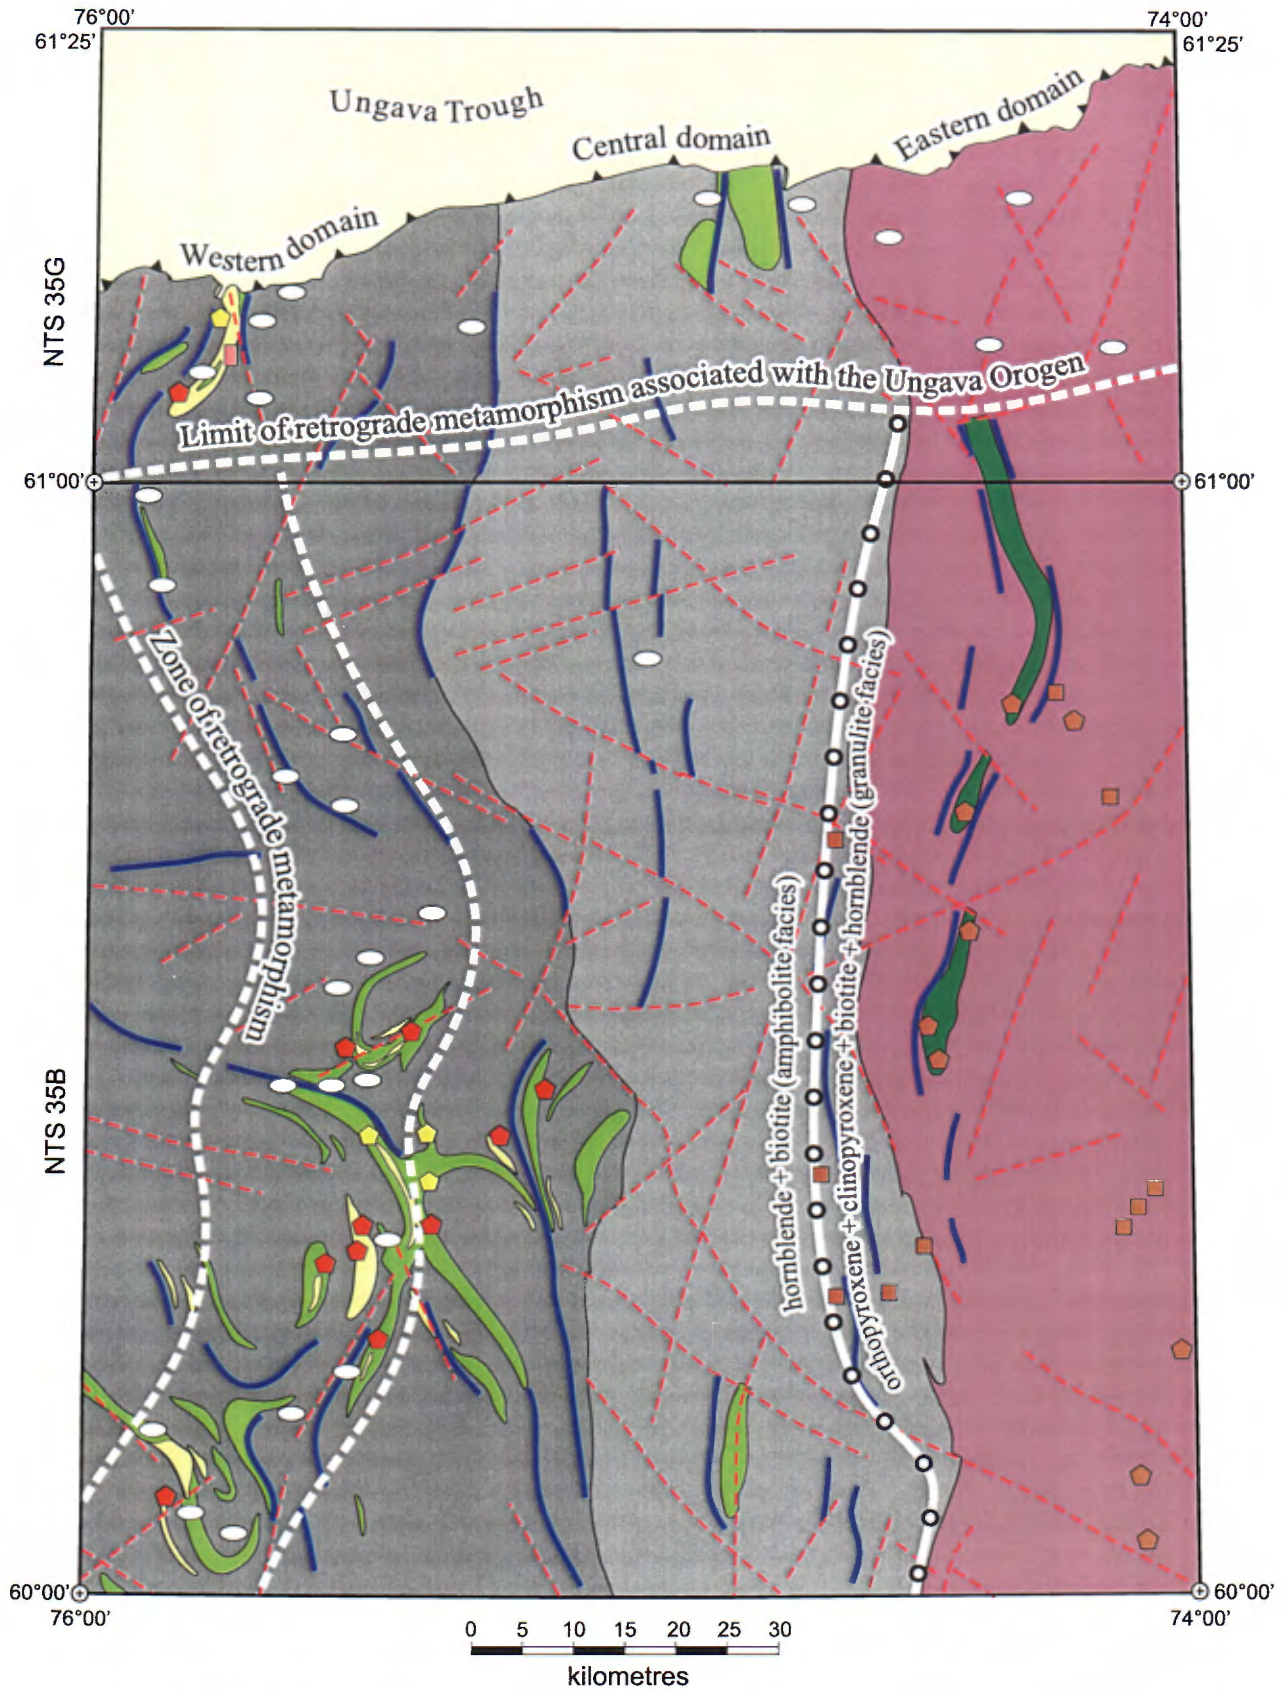 76°00'
74°00'
61°25'
61°25'
Ungava Trough
Central domain
Eastern domain
Western domain
NTS 35G
Limit of retrograde metamorphism associated with the Ungava Orogen
61°00'
61°00'
Zone of retrograde metamorphism
hornblende + biotite (amphibolite facies)
orthopyroxene + clinopyroxene + biotite + hornblende (granulite facies)
NTS 35B
60°00'
60°00'
76°00'
74°00'
0 5 10 15 20 25 30
kilometres